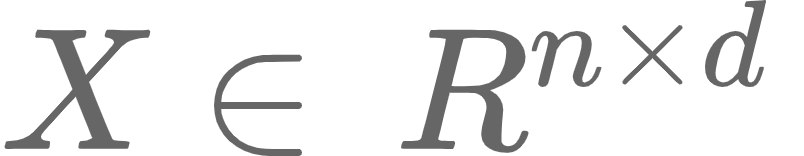 X ∈ R^{n×d}